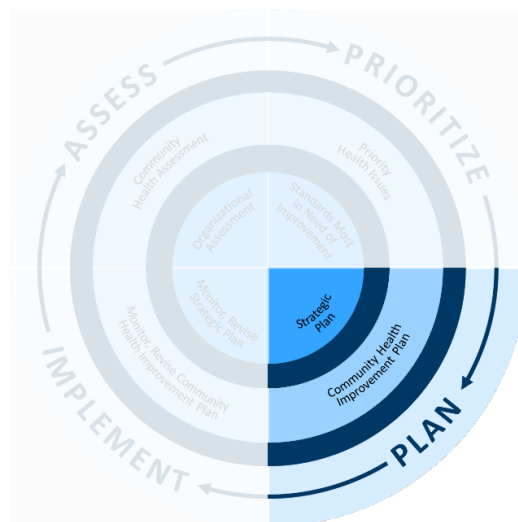 ASSESS
PRIORITIZE
Community
Health Assessment
Priority
Health Issues
Organizational
Assessment
Standards Most
in Need of
Improvement
Monitor, Revise
Strategic Plan
Strategic
Plan
Monitor, Revise Community
Health Improvement Plan
Community Health
Improvement Plan
IMPLEMENT
PLAN